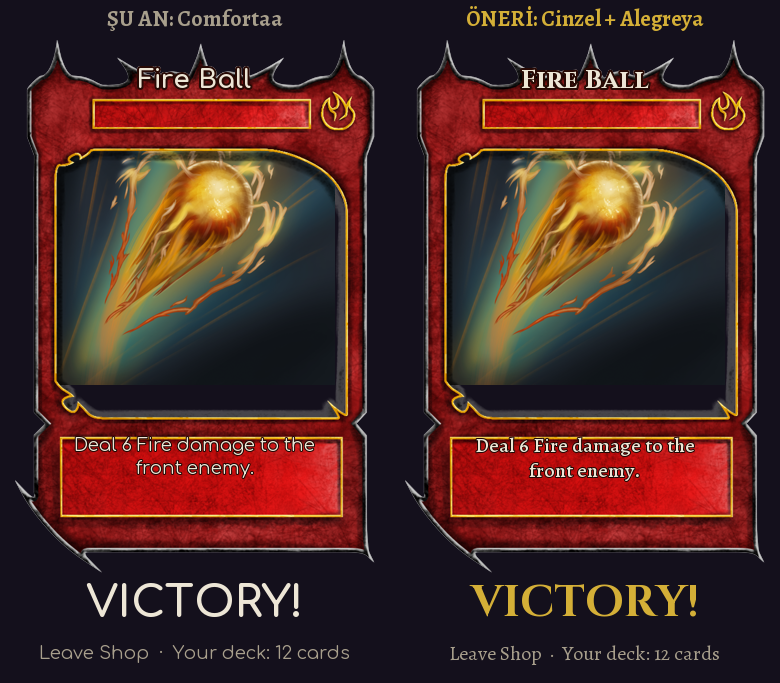 ŞU AN: Comfortaa
Fire Ball
Deal 6 Fire damage to the
front enemy.
VICTORY!
Leave Shop · Your deck: 12 cards
ÖNERİ: Cinzel + Alegreya
FIRE BALL
Deal 6 Fire damage to the
front enemy.
VICTORY!
Leave Shop · Your deck: 12 cards